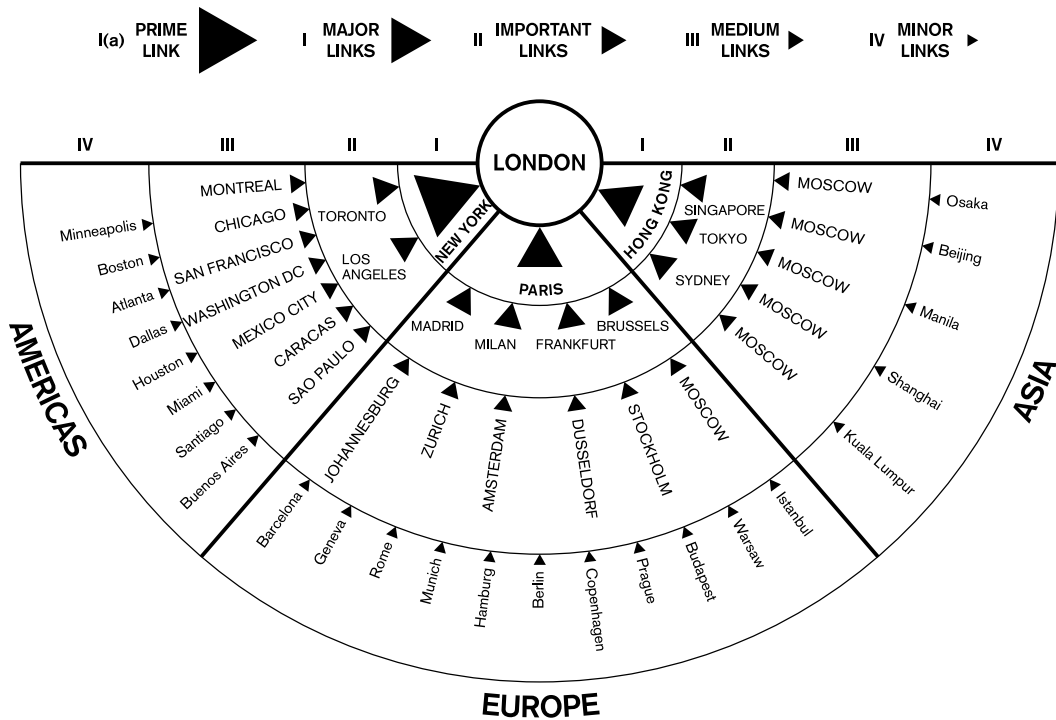 I(a) PRIME
LINK
I MAJOR
LINKS
II IMPORTANT
LINKS
III MEDIUM
LINKS
IV MINOR
LINKS
IV
III
II
I
LONDON
I
II
III
IV
NEW YORK
PARIS
HONG KONG
TORONTO
LOS
ANGELES
MADRID
MILAN
FRANKFURT
BRUSSELS
SINGAPORE
TOKYO
SYDNEY
MONTREAL
CHICAGO
SAN FRANCISCO
WASHINGTON DC
MEXICO CITY
CARACAS
SAO PAULO
JOHANNESBURG
ZURICH
AMSTERDAM
DUSSELDORF
STOCKHOLM
MOSCOW
MOSCOW
MOSCOW
MOSCOW
MOSCOW
MOSCOW
Minneapolis
Boston
Atlanta
Dallas
Houston
Miami
Santiago
Buenos Aires
Barcelona
Geneva
Rome
Munich
Hamburg
Berlin
Copenhagen
Prague
Budapest
Warsaw
Istanbul
Osaka
Beijing
Manila
Shanghai
Kuala Lumpur
AMERICAS
EUROPE
ASIA